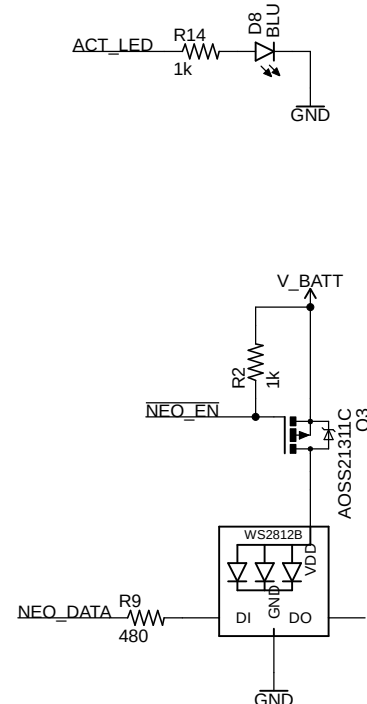 ACT_LED
R14
1k
D8
BLU
GND
V_BATT
R2
1k
NEO_EN
AOSS21311C
Q3
WS2812B
VDD
GND
DI
DO
NEO_DATA
R9
480
GND